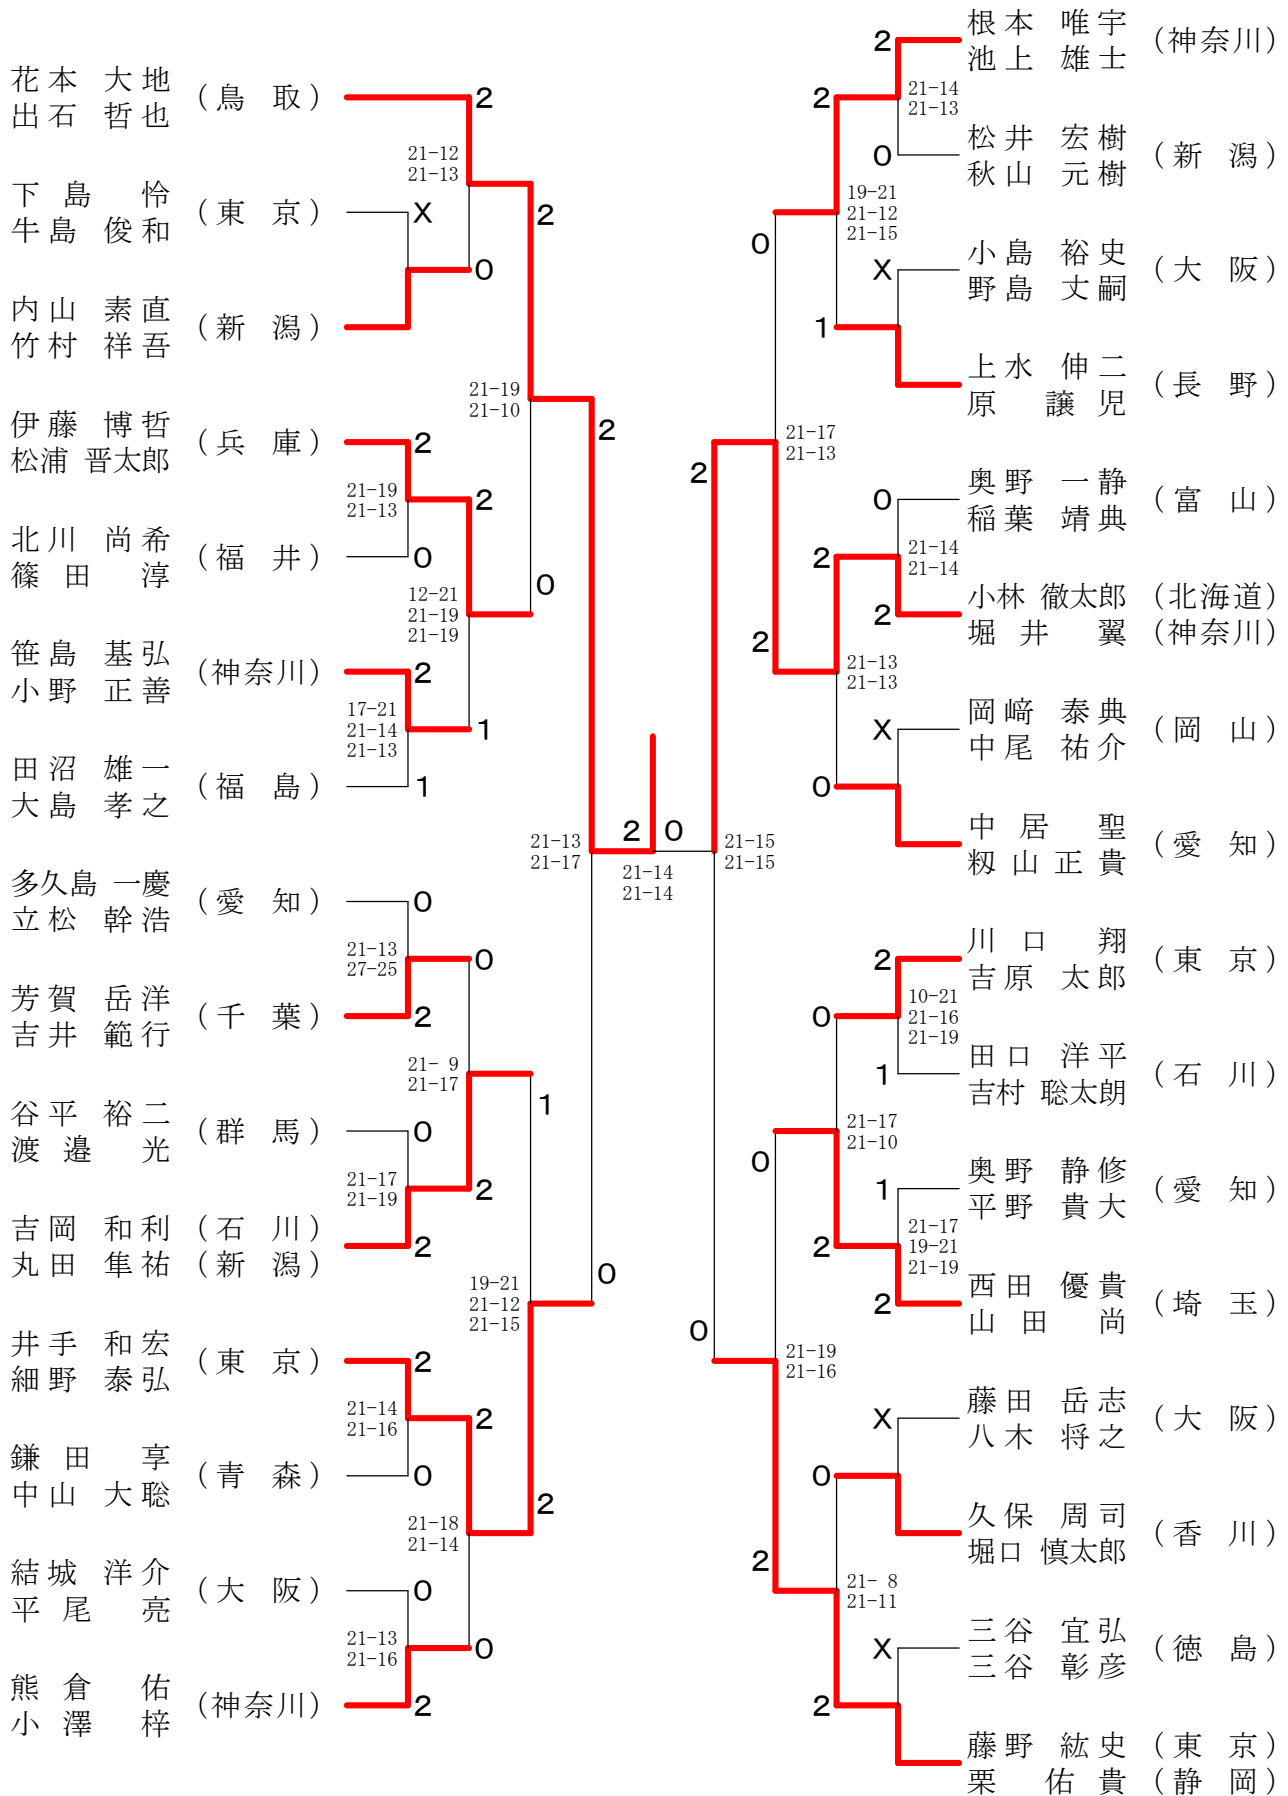 花本 大地
出石 哲也
(鳥 取)
2
21-12
21-13
下島 怜
牛島 俊和
(東 京)
X
2
0
内山 素直
竹村 祥吾
(新 潟)
21-19
21-10
伊藤 博哲
松浦 晋太郎
(兵 庫)
2
2
21-19
21-13
2
北川 尚希
篠田 淳
(福 井)
0
0
12-21
21-19
21-19
笹島 基弘
小野 正善
(神奈川)
2
17-21
21-14
21-13
1
田沼 雄一
大島 孝之
(福 島)
1
21-13
21-17
2
0
21-14
21-14
多久島 一慶
立松 幹浩
(愛 知)
0
21-13
27-25
0
芳賀 岳洋
吉井 範行
(千 葉)
2
21- 9
21-17
1
谷平 裕二
渡邉 光
(群 馬)
0
21-17
21-19
2
吉岡 和利
丸田 隼祐
(石 川)
(新 潟)
2
0
19-21
21-12
21-15
井手 和宏
細野 泰弘
(東 京)
2
21-14
21-16
2
鎌田 享
中山 大聡
(青 森)
0
2
21-18
21-14
結城 洋介
平尾 亮
(大 阪)
0
21-13
21-16
0
熊倉 佑
小澤 梓
(神奈川)
2
2
根本 唯宇
池上 雄士
(神奈川)
2
21-14
21-13
0
松井 宏樹
秋山 元樹
(新 潟)
19-21
21-12
21-15
0
X
小島 裕史
野島 丈嗣
(大 阪)
1
上水 伸二
原 譲児
(長 野)
21-17
21-13
2
0
奥野 一静
稲葉 靖典
(富 山)
2
21-14
21-14
2
小林 徹太郎
堀井 翼
(北海道)
(神奈川)
2
21-13
21-13
X
岡﨑 泰典
中尾 祐介
(岡 山)
0
中居 聖
籾山 正貴
(愛 知)
21-15
21-15
2
川口 翔
吉原 太郎
(東 京)
0
10-21
21-16
21-19
1
田口 洋平
吉村 聡太朗
(石 川)
21-17
21-10
0
1
奥野 静修
平野 貴大
(愛 知)
2
21-17
19-21
21-19
2
西田 優貴
山田 尚
(埼 玉)
0
21-19
21-16
X
藤田 岳志
八木 将之
(大 阪)
0
久保 周司
堀口 慎太郎
(香 川)
2
21- 8
21-11
X
三谷 宜弘
三谷 彰彦
(徳 島)
2
藤野 紘史
栗 佑貴
(東 京)
(静 岡)